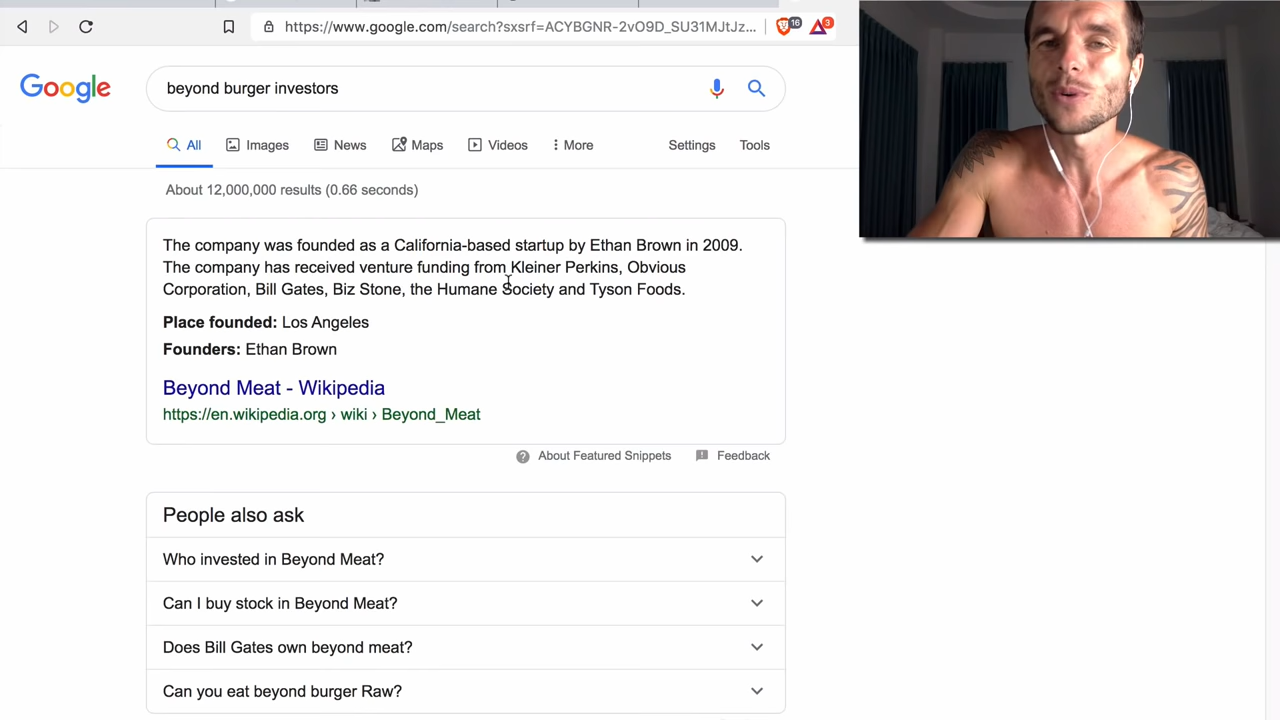 https://www.google.com/search?sxsrf=ACYBGNR-2vO9D_SU31MJtJz...
16
3
Google
beyond burger investors
All
Images
News
Maps
Videos
More
Settings
Tools
About 12,000,000 results (0.66 seconds)
The company was founded as a California-based startup by Ethan Brown in 2009.
The company has received venture funding from Kleiner Perkins, Obvious
Corporation, Bill Gates, Biz Stone, the Humane Society and Tyson Foods.
Place founded: Los Angeles
Founders: Ethan Brown
Beyond Meat - Wikipedia
https://en.wikipedia.org › wiki › Beyond_Meat
About Featured Snippets
Feedback
People also ask
Who invested in Beyond Meat?
Can I buy stock in Beyond Meat?
Does Bill Gates own beyond meat?
Can you eat beyond burger Raw?